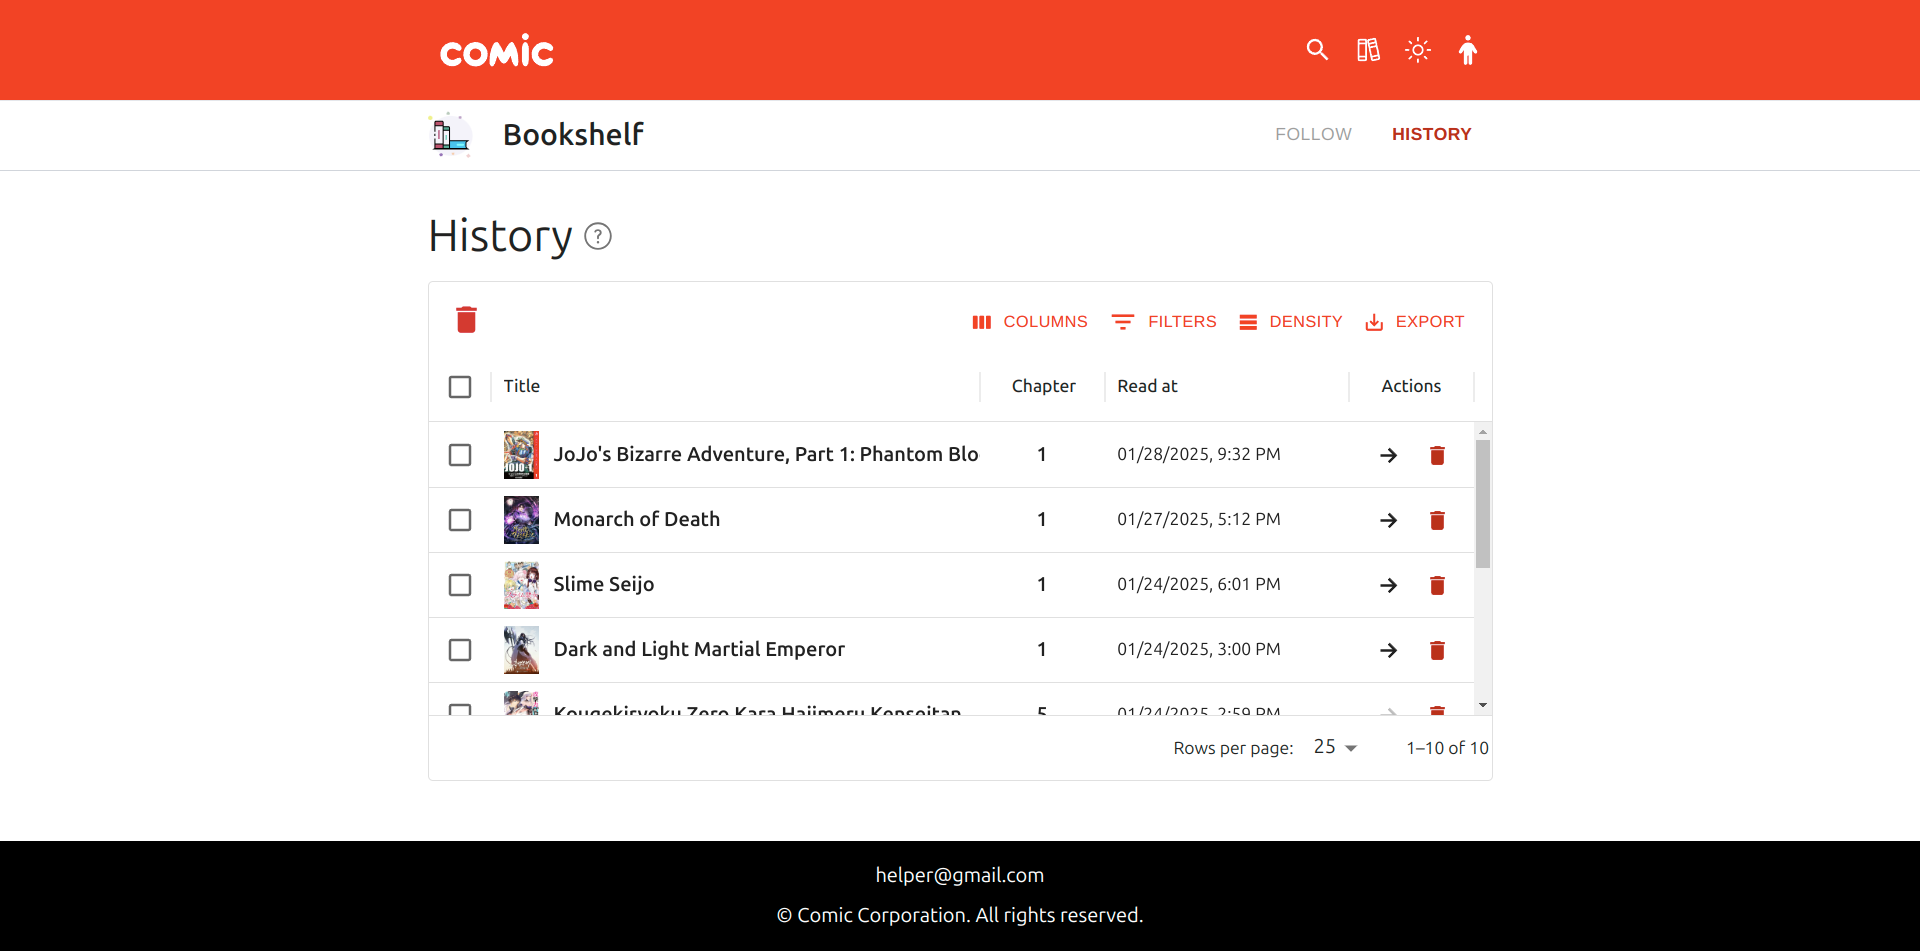 COMIC
Bookshelf
FOLLOW
HISTORY
History ?
COLUMNS
FILTERS
DENSITY
EXPORT
Title
Chapter
Read at
Actions
JOJO-1
JoJo's Bizarre Adventure, Part 1: Phantom Blo
1
01/28/2025, 9:32 PM
Monarch of Death
1
01/27/2025, 5:12 PM
Slime Seijo
1
01/24/2025, 6:01 PM
Dark and Light Martial Emperor
1
01/24/2025, 3:00 PM
Kougekiryoku Zero Kara Hajimeru Kenseitan
5
01/24/2025, 2:59 PM
Rows per page: 25
1–10 of 10
helper@gmail.com
© Comic Corporation. All rights reserved.